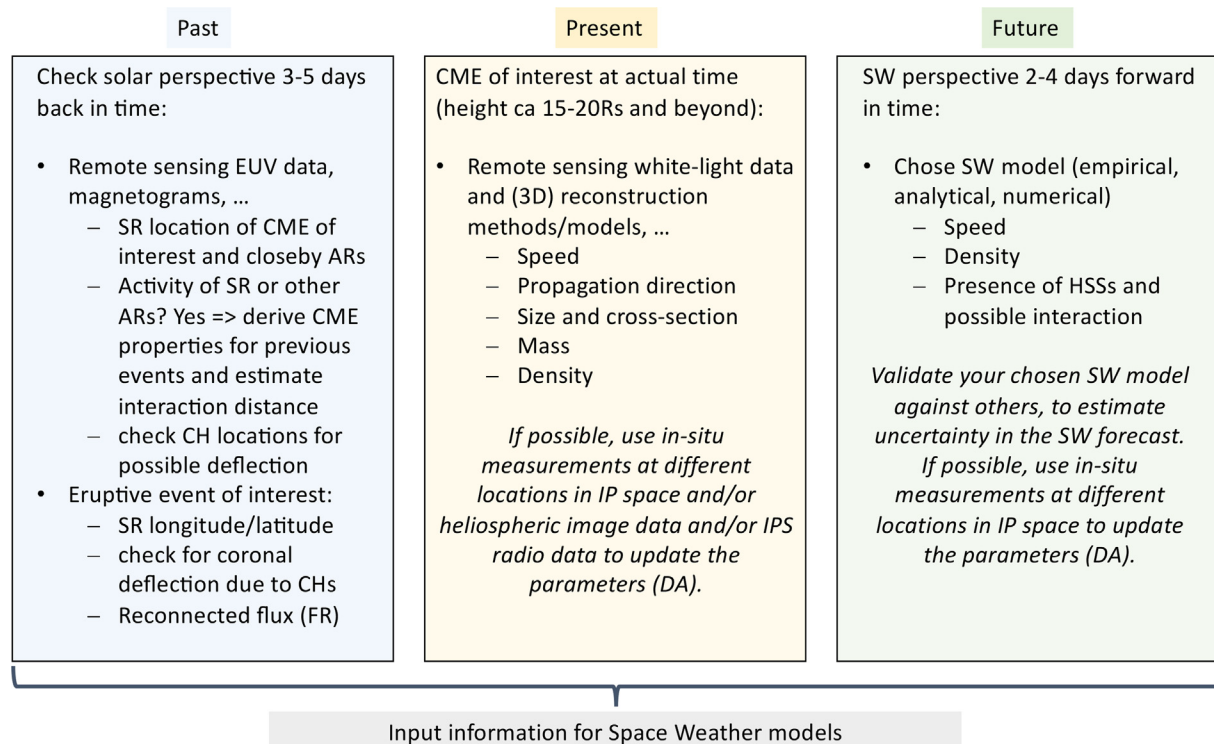 Past
Check solar perspective 3-5 days
back in time:
• Remote sensing EUV data,
magnetograms, …
– SR location of CME of
interest and closeby ARs
– Activity of SR or other
ARs? Yes => derive CME
properties for previous
events and estimate
interaction distance
– check CH locations for
possible deflection
• Eruptive event of interest:
– SR longitude/latitude
– check for coronal
deflection due to CHs
– Reconnected flux (FR)
Present
CME of interest at actual time
(height ca 15-20Rs and beyond):
• Remote sensing white-light data
and (3D) reconstruction
methods/models, …
– Speed
– Propagation direction
– Size and cross-section
– Mass
– Density
If possible, use in-situ
measurements at different
locations in IP space and/or
heliospheric image data and/or IPS
radio data to update the
parameters (DA).
Future
SW perspective 2-4 days forward
in time:
• Chose SW model (empirical,
analytical, numerical)
– Speed
– Density
– Presence of HSSs and
possible interaction
Validate your chosen SW model
against others, to estimate
uncertainty in the SW forecast.
If possible, use in-situ
measurements at different
locations in IP space to update
the parameters (DA).
Input information for Space Weather models